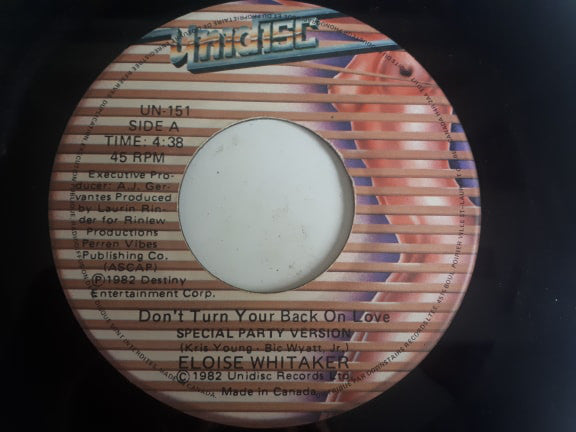 unidisc
UN-151
SIDE A
TIME: 4:38
45 RPM
Executive Pro-
ducer: A.J. Cer-
vantes Produced
by Laurin Rin-
der for Rinlew
Productions
Perren Vibes
Publishing Co.
(ASCAP)
℗ 1982 Destiny
Entertainment Corp.
Don't Turn Your Back On Love
SPECIAL PARTY VERSION
(Kris Young - Bic Wyatt, Jr.)
ELOISE WHITAKER
© 1982 Unidisc Records Ltd.
Made in Canada.